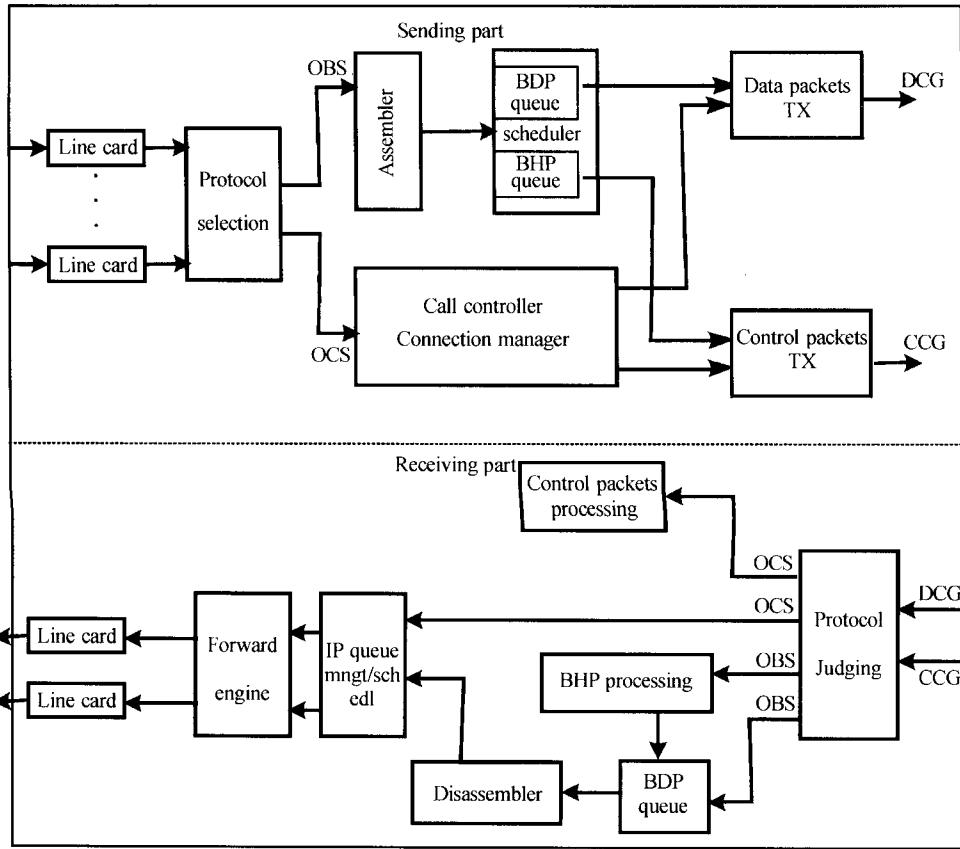 Sending part
OBS
Assembler
BDP
queue
scheduler
BHP
queue
Data packets
TX
DCG
Line card
Protocol
selection
Line card
OCS
Call controller
Connection manager
Control packets
TX
CCG
Receiving part
Control packets
processing
OCS
OCS
OBS
OBS
Protocol
Judging
DCG
CCG
Line card
Line card
Forward
engine
IP queue
mngt/sch
edl
BHP processing
Disassembler
BDP
queue